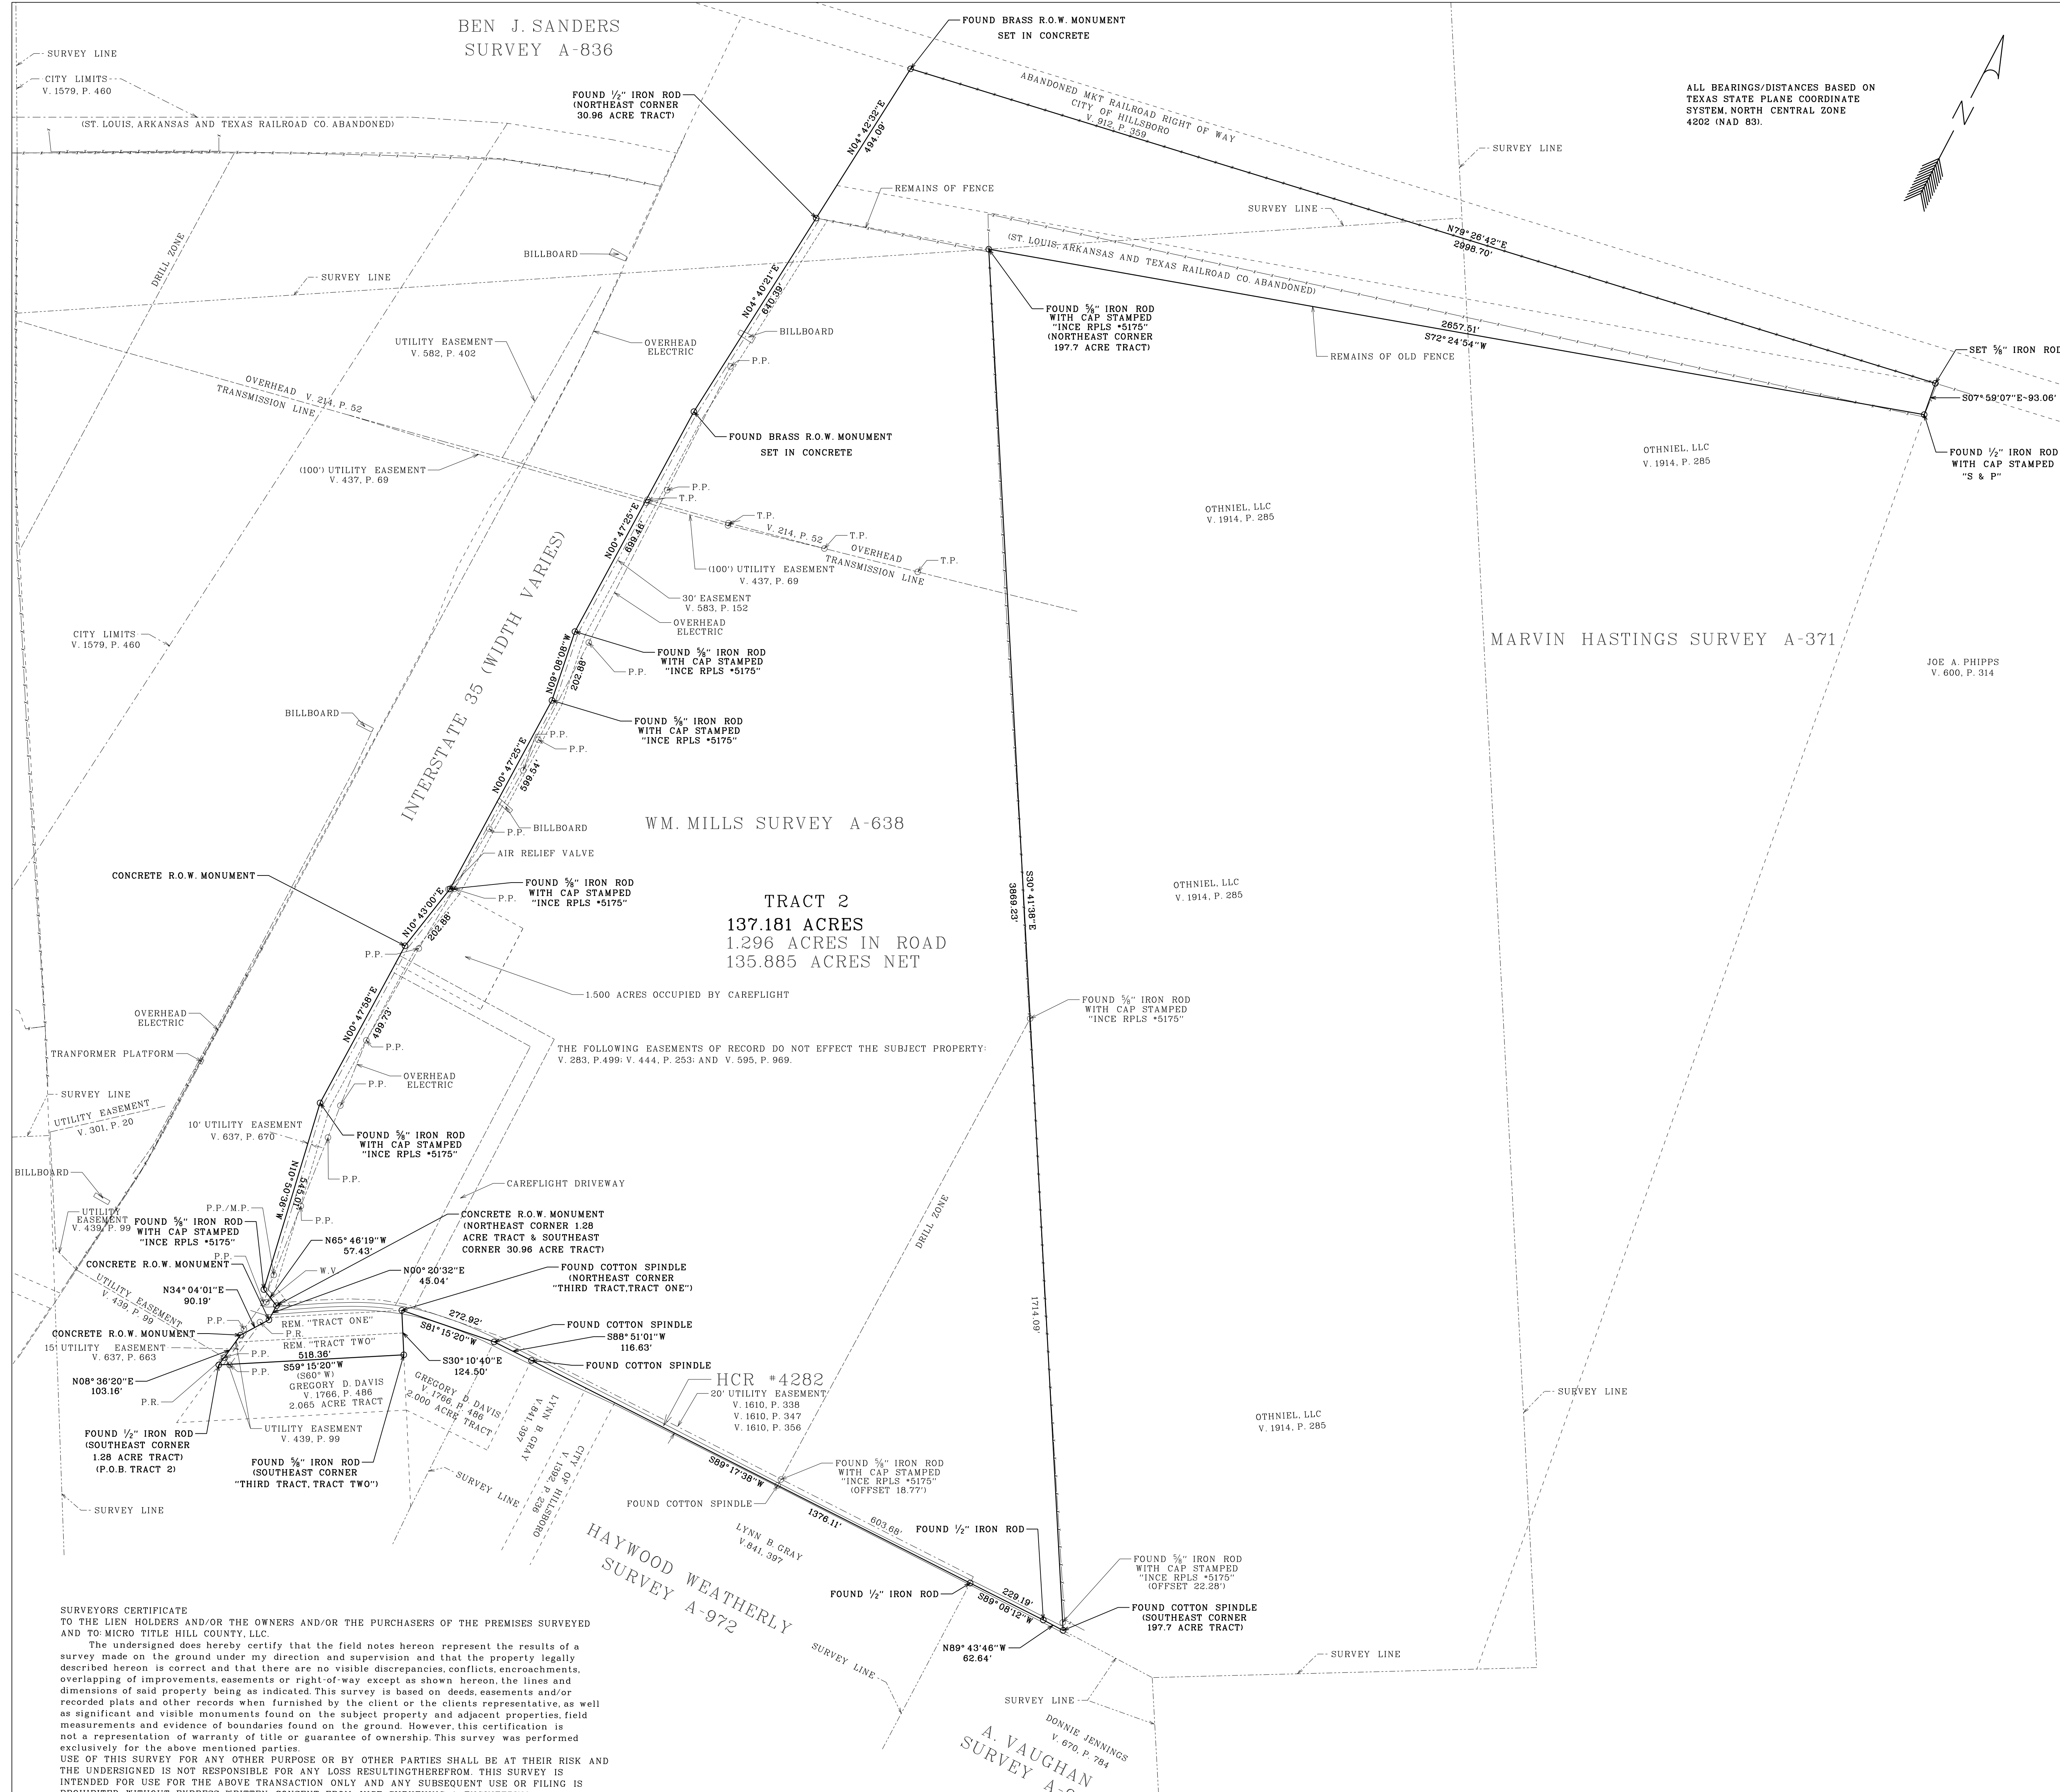 BEN J. SANDERS
SURVEY A-836
SURVEY LINE
CITY LIMITS
V. 1579, P. 460
(ST. LOUIS, ARKANSAS AND TEXAS RAILROAD CO. ABANDONED)
FOUND ½" IRON ROD
(NORTHEAST CORNER
30.96 ACRE TRACT)
FOUND BRASS R.O.W. MONUMENT
SET IN CONCRETE
ABANDONED MKT RAILROAD RIGHT OF WAY
CITY OF HILLSBORO
V. 912, P. 359
ALL BEARINGS/DISTANCES BASED ON
TEXAS STATE PLANE COORDINATE
SYSTEM, NORTH CENTRAL ZONE
4202 (NAD 83).
N
SURVEY LINE
N04°42'32"E
494.09'
REMAINS OF FENCE
SURVEY LINE
N79°26'42"E
2998.70'
(ST. LOUIS, ARKANSAS AND TEXAS RAILROAD CO. ABANDONED)
DRILL ZONE
BILLBOARD
SURVEY LINE
N04°40'21"E
640.39'
FOUND ⅝" IRON ROD
WITH CAP STAMPED
"INCE RPLS *5175"
(NORTHEAST CORNER
197.7 ACRE TRACT)
2657.51'
S72°24'54"W
REMAINS OF OLD FENCE
SET ⅝" IRON ROD
S07°59'07"E~93.06'
UTILITY EASEMENT
V. 582, P. 402
OVERHEAD
ELECTRIC
BILLBOARD
P.P.
OVERHEAD V. 214, P. 52
TRANSMISSION LINE
FOUND BRASS R.O.W. MONUMENT
SET IN CONCRETE
FOUND ½" IRON ROD
WITH CAP STAMPED
"S & P"
OTHNIEL, LLC
V. 1914, P. 285
(100') UTILITY EASEMENT
V. 437, P. 69
P.P.
T.P.
T.P.
V. 214, P. 52
T.P.
OVERHEAD
TRANSMISSION LINE
T.P.
OTHNIEL, LLC
V. 1914, P. 285
N00°47'25"E
699.46'
(100') UTILITY EASEMENT
V. 437, P. 69
30' EASEMENT
V. 583, P. 152
OVERHEAD
ELECTRIC
INTERSTATE 35 (WIDTH VARIES)
CITY LIMITS
V. 1579, P. 460
N09°08'08"W
202.88'
FOUND ⅝" IRON ROD
WITH CAP STAMPED
"INCE RPLS *5175"
P.P.
MARVIN HASTINGS SURVEY A-371
JOE A. PHIPPS
V. 600, P. 314
BILLBOARD
FOUND ⅝" IRON ROD
WITH CAP STAMPED
"INCE RPLS *5175"
P.P.
P.P.
N00°47'25"E
599.54'
BILLBOARD
P.P.
WM. MILLS SURVEY A-638
AIR RELIEF VALVE
CONCRETE R.O.W. MONUMENT
FOUND ⅝" IRON ROD
WITH CAP STAMPED
"INCE RPLS *5175"
P.P.
TRACT 2
137.181 ACRES
1.296 ACRES IN ROAD
135.885 ACRES NET
S30°41'38"E
3869.23'
OTHNIEL, LLC
V. 1914, P. 285
N10°43'00"E
202.88'
P.P.
1.500 ACRES OCCUPIED BY CAREFLIGHT
FOUND ⅝" IRON ROD
WITH CAP STAMPED
"INCE RPLS *5175"
OVERHEAD
ELECTRIC
TRANFORMER PLATFORM
N00°47'58"E
499.73'
P.P.
THE FOLLOWING EASEMENTS OF RECORD DO NOT EFFECT THE SUBJECT PROPERTY:
V. 283, P.499; V. 444, P. 253; AND V. 595, P. 969.
OVERHEAD
ELECTRIC
P.P.
SURVEY LINE
UTILITY EASEMENT
V. 301, P. 20
10' UTILITY EASEMENT
V. 637, P. 670
FOUND ⅝" IRON ROD
WITH CAP STAMPED
"INCE RPLS *5175"
P.P.
BILLBOARD
N10°50'36"W
545.01'
CAREFLIGHT DRIVEWAY
UTILITY
EASEMENT
V. 439, P. 99
P.P./M.P.
P.P.
FOUND ⅝" IRON ROD
WITH CAP STAMPED
"INCE RPLS *5175"
CONCRETE R.O.W. MONUMENT
(NORTHEAST CORNER 1.28
ACRE TRACT & SOUTHEAST
CORNER 30.96 ACRE TRACT)
N65°46'19"W
57.43'
DRILL ZONE
P.P.
CONCRETE R.O.W. MONUMENT
W.V.
N00°20'32"E
45.04'
FOUND COTTON SPINDLE
(NORTHEAST CORNER
"THIRD TRACT,TRACT ONE")
UTILITY EASEMENT
V. 439, P. 99
N34°04'01"E
90.19'
P.P.
P.R.
REM. "TRACT ONE"
272.92'
S81°15'20"W
FOUND COTTON SPINDLE
S88°51'01"W
116.63'
1714.09'
CONCRETE R.O.W. MONUMENT
15' UTILITY EASEMENT
V. 637, P. 663
P.P.
P.P.
REM. "TRACT TWO"
518.36'
S59°15'20"W
(S60° W)
S30°10'40"E
124.50'
FOUND COTTON SPINDLE
N08°36'20"E
103.16'
P.R.
GREGORY D. DAVIS
V. 1766, P. 486
2.065 ACRE TRACT
GREGORY D. DAVIS
V. 1766, P. 486
2.000 ACRE TRACT
LYNN B. GRAY
V.841, 397
HCR #4282
20' UTILITY EASEMENT
V. 1610, P. 338
V. 1610, P. 347
V. 1610, P. 356
SURVEY LINE
OTHNIEL, LLC
V. 1914, P. 285
UTILITY EASEMENT
V. 439, P. 99
FOUND ½" IRON ROD
(SOUTHEAST CORNER
1.28 ACRE TRACT)
(P.O.B. TRACT 2)
FOUND ⅝" IRON ROD
(SOUTHEAST CORNER
"THIRD TRACT, TRACT TWO")
SURVEY LINE
CITY OF HILLSBORO
V. 1392, P. 236
S89°17'38"W
1376.11'
FOUND ⅝" IRON ROD
WITH CAP STAMPED
"INCE RPLS *5175"
(OFFSET 18.77')
FOUND COTTON SPINDLE
SURVEY LINE
603.68'
LYNN B. GRAY
V.841, 397
FOUND ½" IRON ROD
HAYWOOD WEATHERLY
SURVEY A-972
FOUND ½" IRON ROD
229.19'
S89°08'12"W
FOUND ⅝" IRON ROD
WITH CAP STAMPED
"INCE RPLS *5175"
(OFFSET 22.28')
FOUND COTTON SPINDLE
(SOUTHEAST CORNER
197.7 ACRE TRACT)
N89°43'46"W
62.64'
SURVEY LINE
SURVEY LINE
SURVEY LINE
DONNIE JENNINGS
V. 670, P. 784
A. VAUGHAN
SURVEY
SURVEYORS CERTIFICATE
TO THE LIEN HOLDERS AND/OR THE OWNERS AND/OR THE PURCHASERS OF THE PREMISES SURVEYED
AND TO: MICRO TITLE HILL COUNTY, LLC.
The undersigned does hereby certify that the field notes hereon represent the results of a
survey made on the ground under my direction and supervision and that the property legally
described hereon is correct and that there are no visible discrepancies, conflicts, encroachments,
overlapping of improvements, easements or right-of-way except as shown hereon, the lines and
dimensions of said property being as indicated. This survey is based on deeds, easements and/or
recorded plats and other records when furnished by the client or the clients representative, as well
as significant and visible monuments found on the subject property and adjacent properties, field
measurements and evidence of boundaries found on the ground. However, this certification is
not a representation of warranty of title or guarantee of ownership. This survey was performed
exclusively for the above mentioned parties.
USE OF THIS SURVEY FOR ANY OTHER PURPOSE OR BY OTHER PARTIES SHALL BE AT THEIR RISK AND
THE UNDERSIGNED IS NOT RESPONSIBLE FOR ANY LOSS RESULTINGTHEREFROM. THIS SURVEY IS
INTENDED FOR USE FOR THE ABOVE TRANSACTION ONLY AND ANY SUBSEQUENT USE OR FILING IS